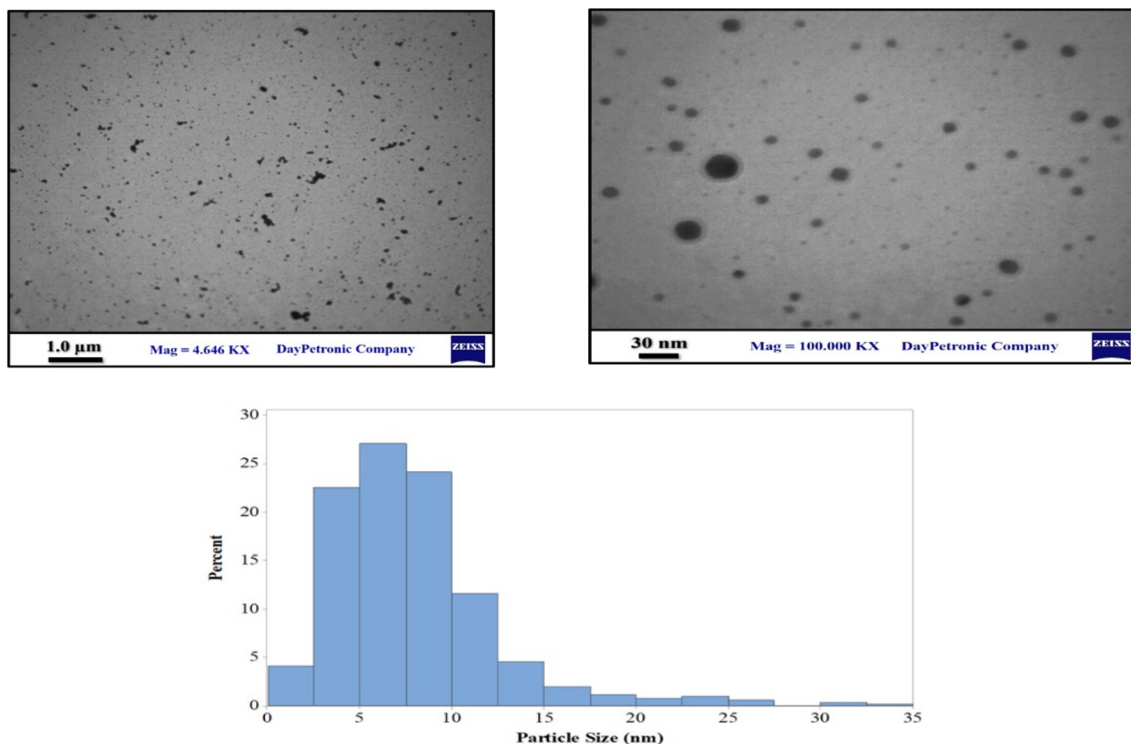 1.0 μm Mag = 4.646 KX DayPetronic Company ZEISS
30 nm Mag = 100.000 KX DayPetronic Company ZEISS
Percent
30
25
20
15
10
5
0
0 5 10 15 20 25 30 35
Particle Size (nm)